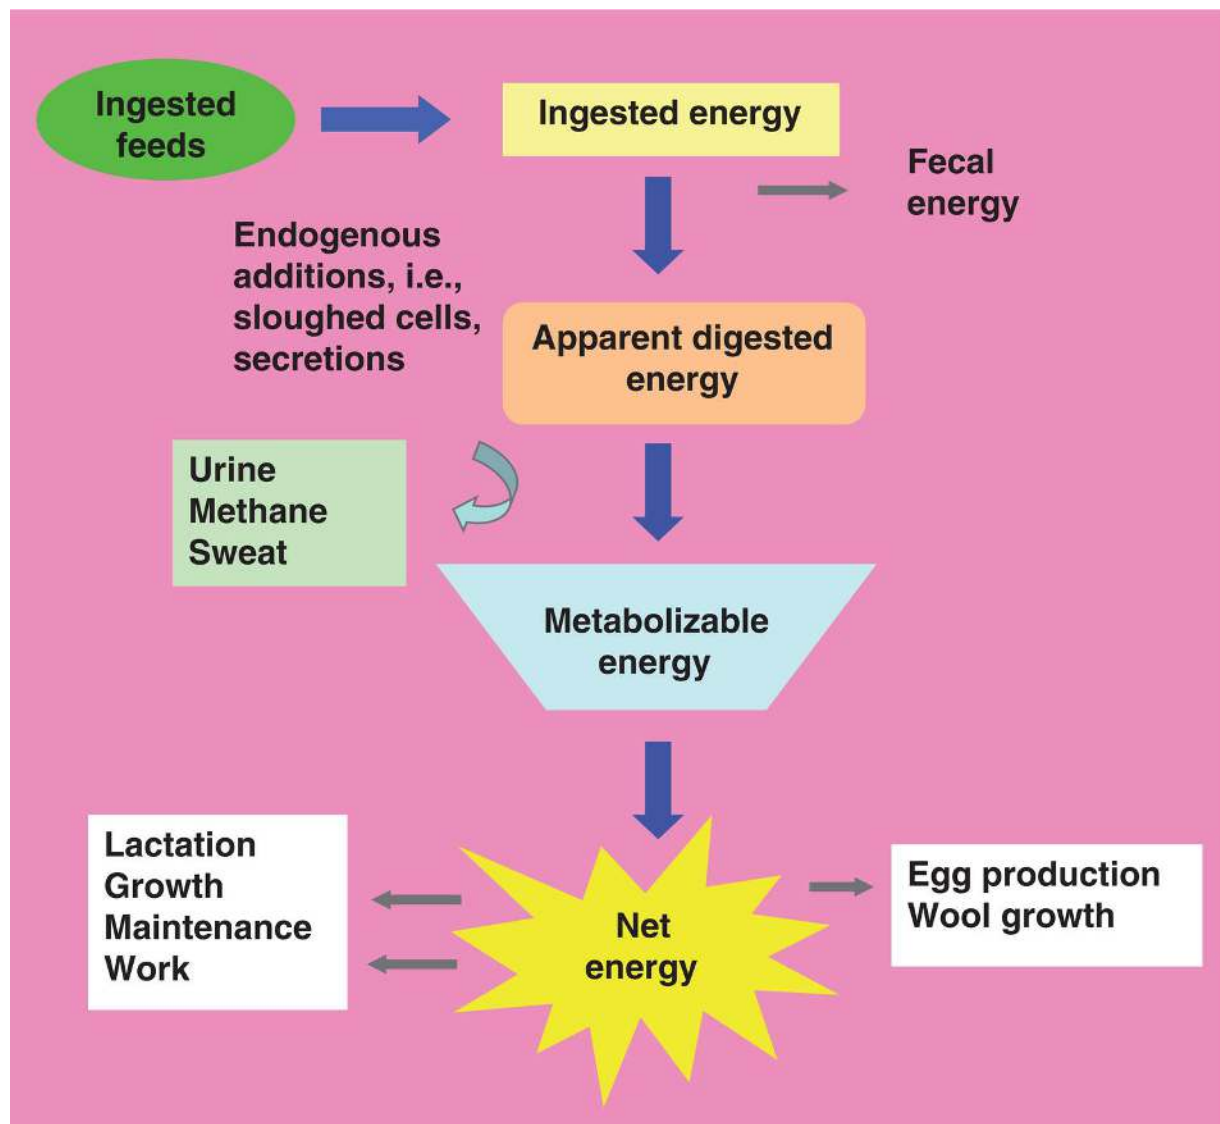 Ingested
feeds
Ingested energy
Fecal
energy
Endogenous
additions, i.e.,
sloughed cells,
secretions
Apparent digested
energy
Urine
Methane
Sweat
Metabolizable
energy
Lactation
Growth
Maintenance
Work
Net
energy
Egg production
Wool growth